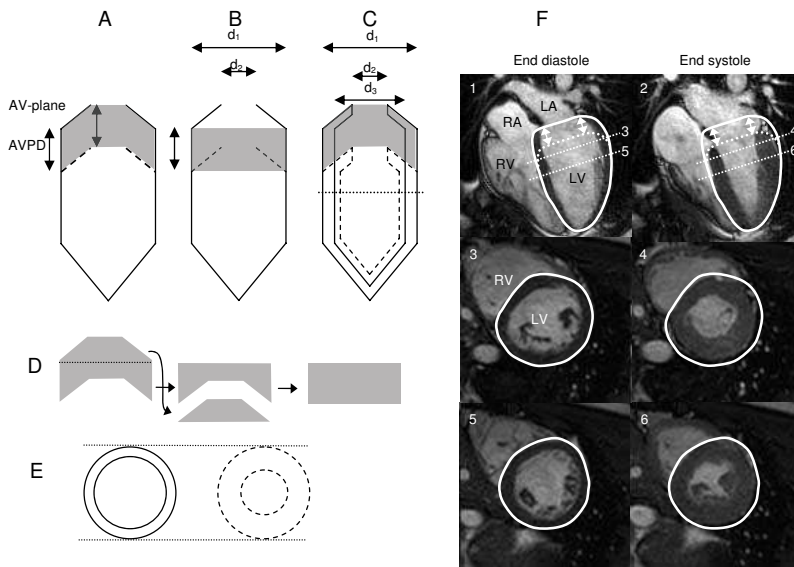 A
B
C
F
d1
d1
d2
d2
d3
AV-plane
AVPD
D
E
End diastole
End systole
1
LA
RA
RV
LV
3
5
2
4
6
3
RV
LV
4
5
6